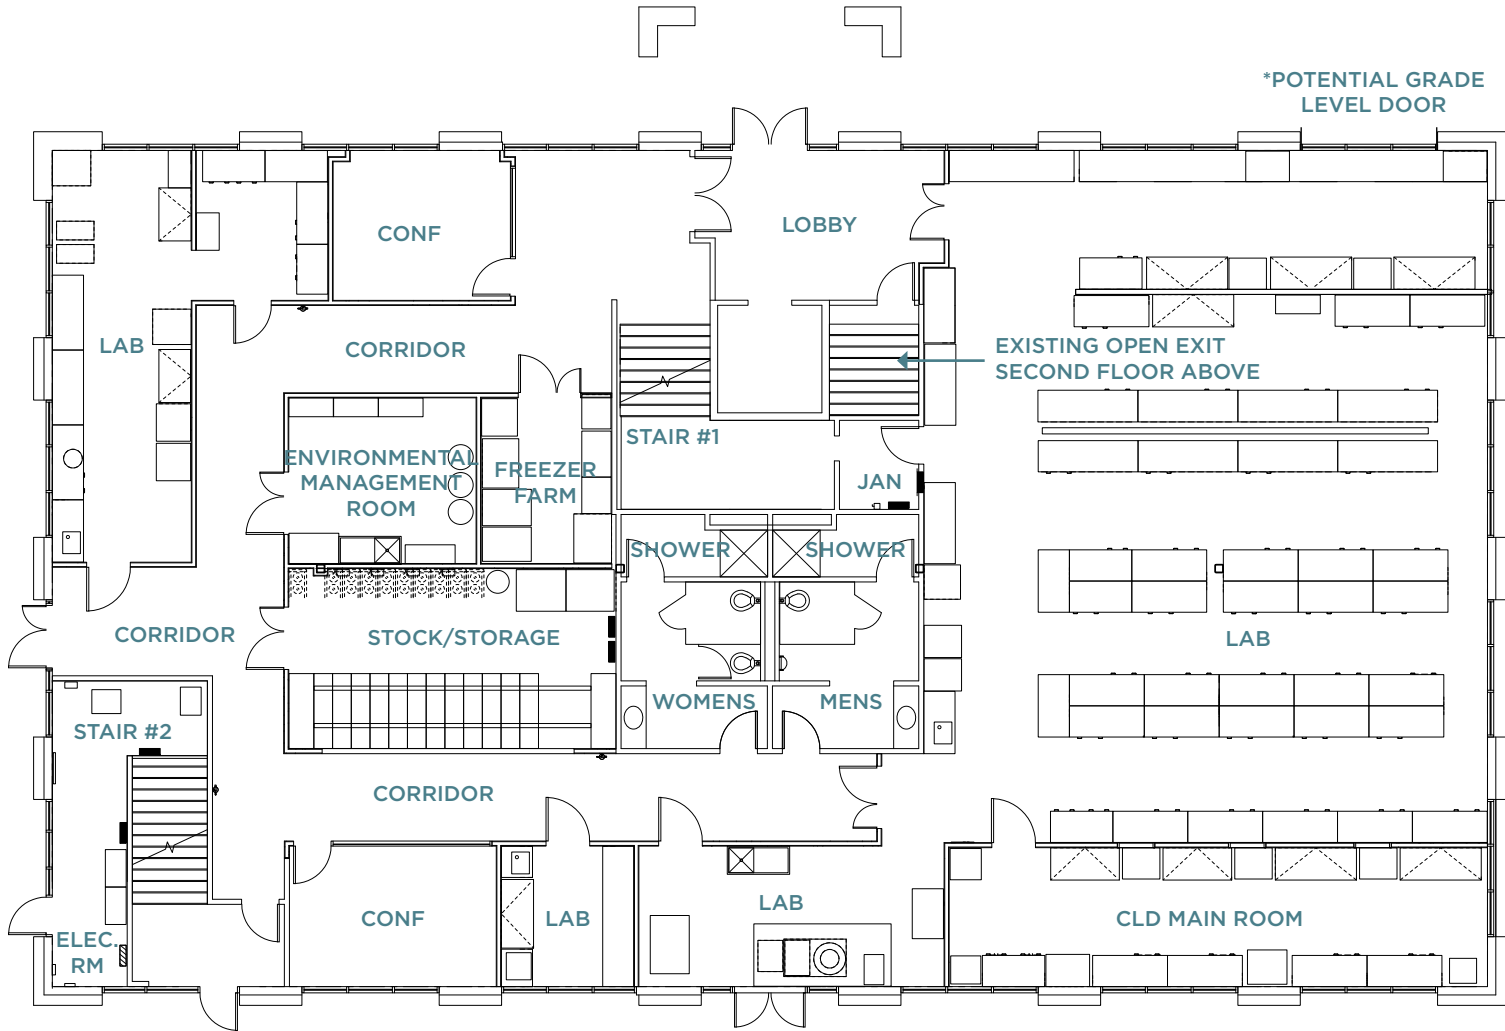 *POTENTIAL GRADE
LEVEL DOOR
CONF
LOBBY
LAB
CORRIDOR
EXISTING OPEN EXIT
SECOND FLOOR ABOVE
STAIR #1
ENVIRONMENTAL
MANAGEMENT
ROOM
FREEZER
FARM
JAN
SHOWER
SHOWER
CORRIDOR
STOCK/STORAGE
LAB
WOMENS
MENS
STAIR #2
CORRIDOR
CONF
LAB
LAB
CLD MAIN ROOM
ELEC.
RM